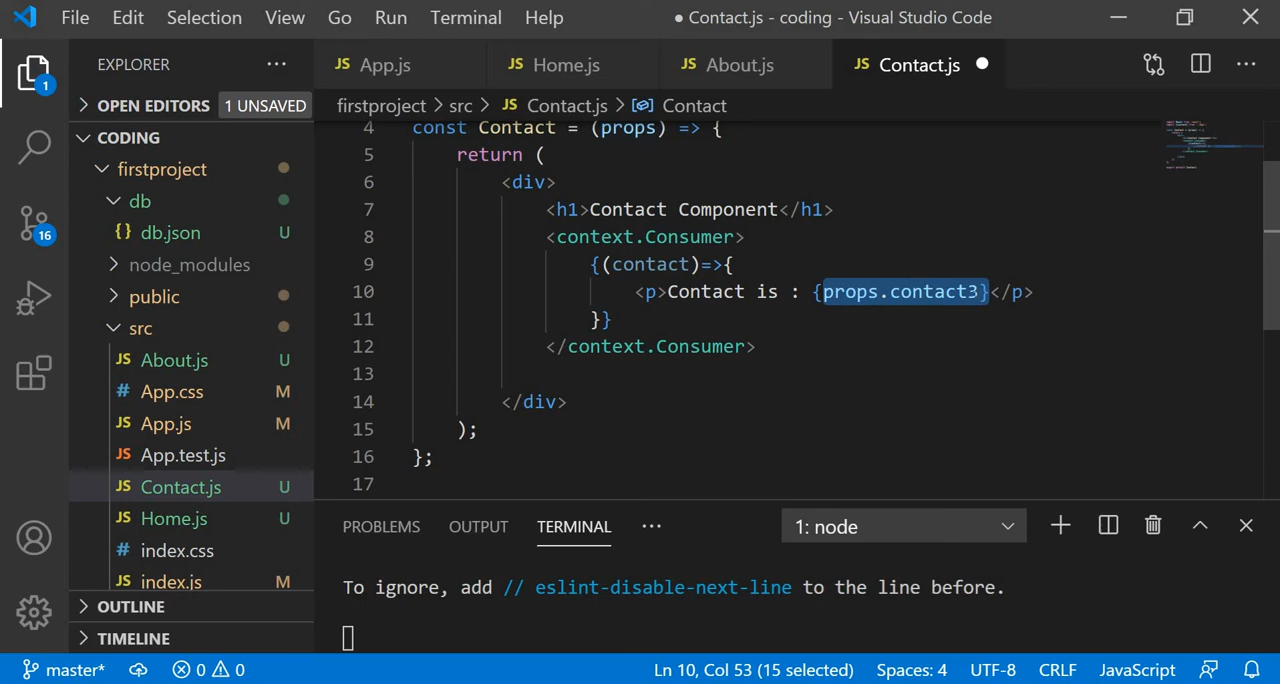 File Edit Selection View Go Run Terminal Help ● Contact.js - coding - Visual Studio Code
EXPLORER ···
JS App.js JS Home.js JS About.js JS Contact.js
1
OPEN EDITORS 1 UNSAVED
firstproject > src > JS Contact.js > Contact
CODING
firstproject
db
{} db.json U
node_modules
public
src
JS About.js U
# App.css M
JS App.js M
JS App.test.js
JS Contact.js U
JS Home.js U
# index.css
JS index.js M
OUTLINE
TIMELINE
16
4 const Contact = (props) => {
5 return (
6 <div>
7 <h1>Contact Component</h1>
8 <context.Consumer>
9 {(contact)=>{
10 <p>Contact is : {props.contact3}</p>
11 }}
12 </context.Consumer>
13
14 </div>
15 );
16 };
17
PROBLEMS OUTPUT TERMINAL ··· 1: node
To ignore, add // eslint-disable-next-line to the line before.
master* 0 0 Ln 10, Col 53 (15 selected) Spaces: 4 UTF-8 CRLF JavaScript